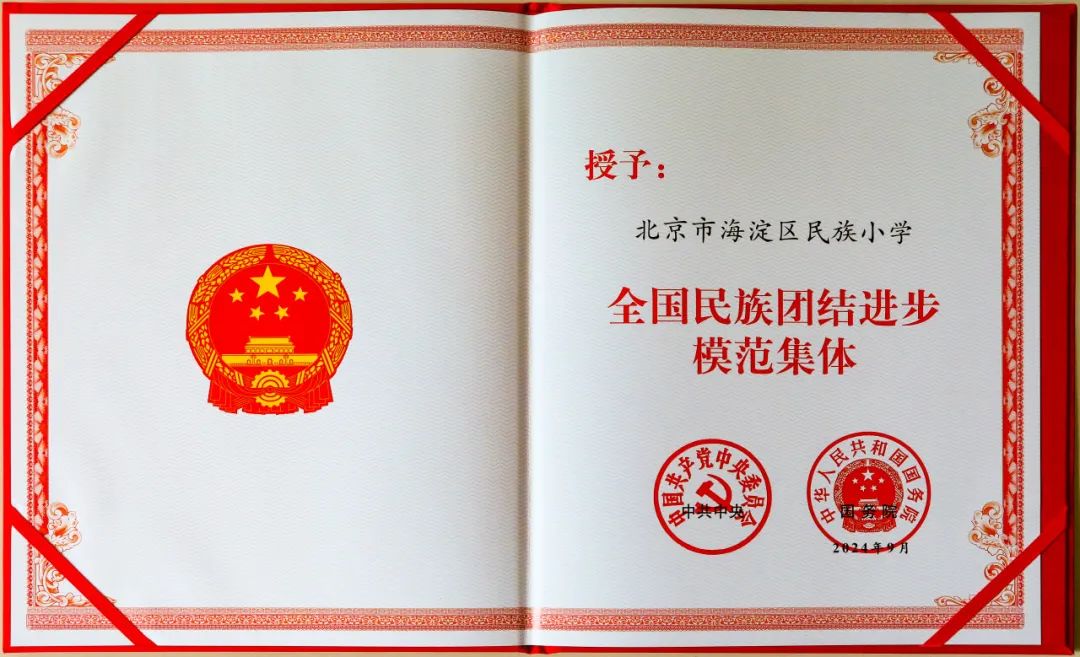 授予：
北京市海淀区民族小学
全国民族团结进步
模范集体
中国共产党中央委员会
中共中央
中华人民共和国国务院
国务院
2024年9月